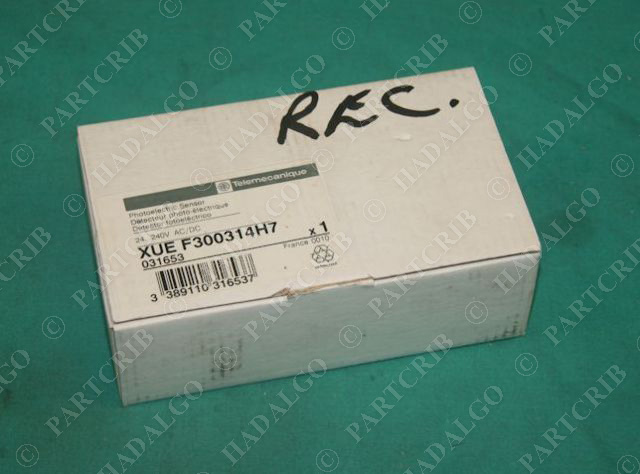 REC.
Telemecanique
Photoelectric Sensor
Détecteur photo-électrique
Detector fotoeléctrico
24..240V AC/DC
XUE F300314H7 x 1
031653 France 0010
3 389110 316537
© PARTCRIB
© HADALGO